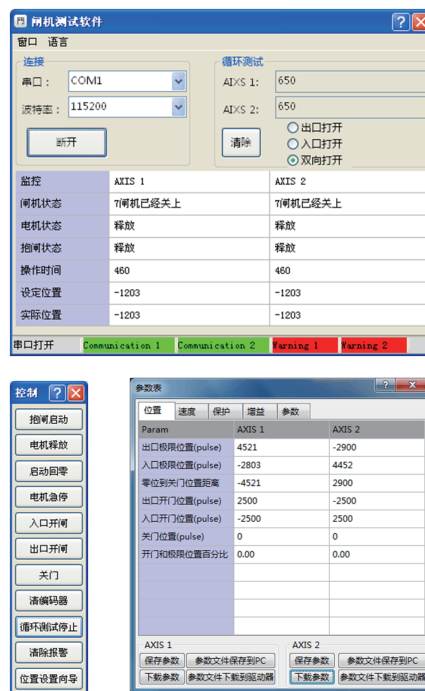 闸机测试软件
窗口 语言
连接
串口： COM1
波特率： 115200
断开
循环测试
AIXS 1: 650
AIXS 2: 650
清除
出口打开
入口打开
双向打开
监控 AXIS 1 AXIS 2
闸机状态 7闸机已经关上 7闸机已经关上
电机状态 释放 释放
抱闸状态 释放 释放
操作时间 460 460
设定位置 -1203 -1203
实际位置 -1203 -1203
串口打开 Communication 1 Communication 2 Warning 1 Warning 2
控制
抱闸启动
电机释放
启动回零
电机急停
入口开闸
出口开闸
关门
清编码器
循环测试停止
清除报警
位置设置向导
参数表
位置 速度 保护 增益 参数
Param AXIS 1 AXIS 2
出口极限位置(pulse) 4521 -2900
入口极限位置(pulse) -2803 4452
零位到关门位置距离 -4521 2900
出口开门位置(pulse) 2500 -2500
入口开门位置(pulse) -2500 2500
关门位置(pulse) 0 0
开门和极限位置百分比 0.00 0.00
AXIS 1
保存参数 参数文件保存到PC
下载参数 参数文件下载到驱动器
AXIS 2
保存参数 参数文件保存到PC
下载参数 参数文件下载到驱动器